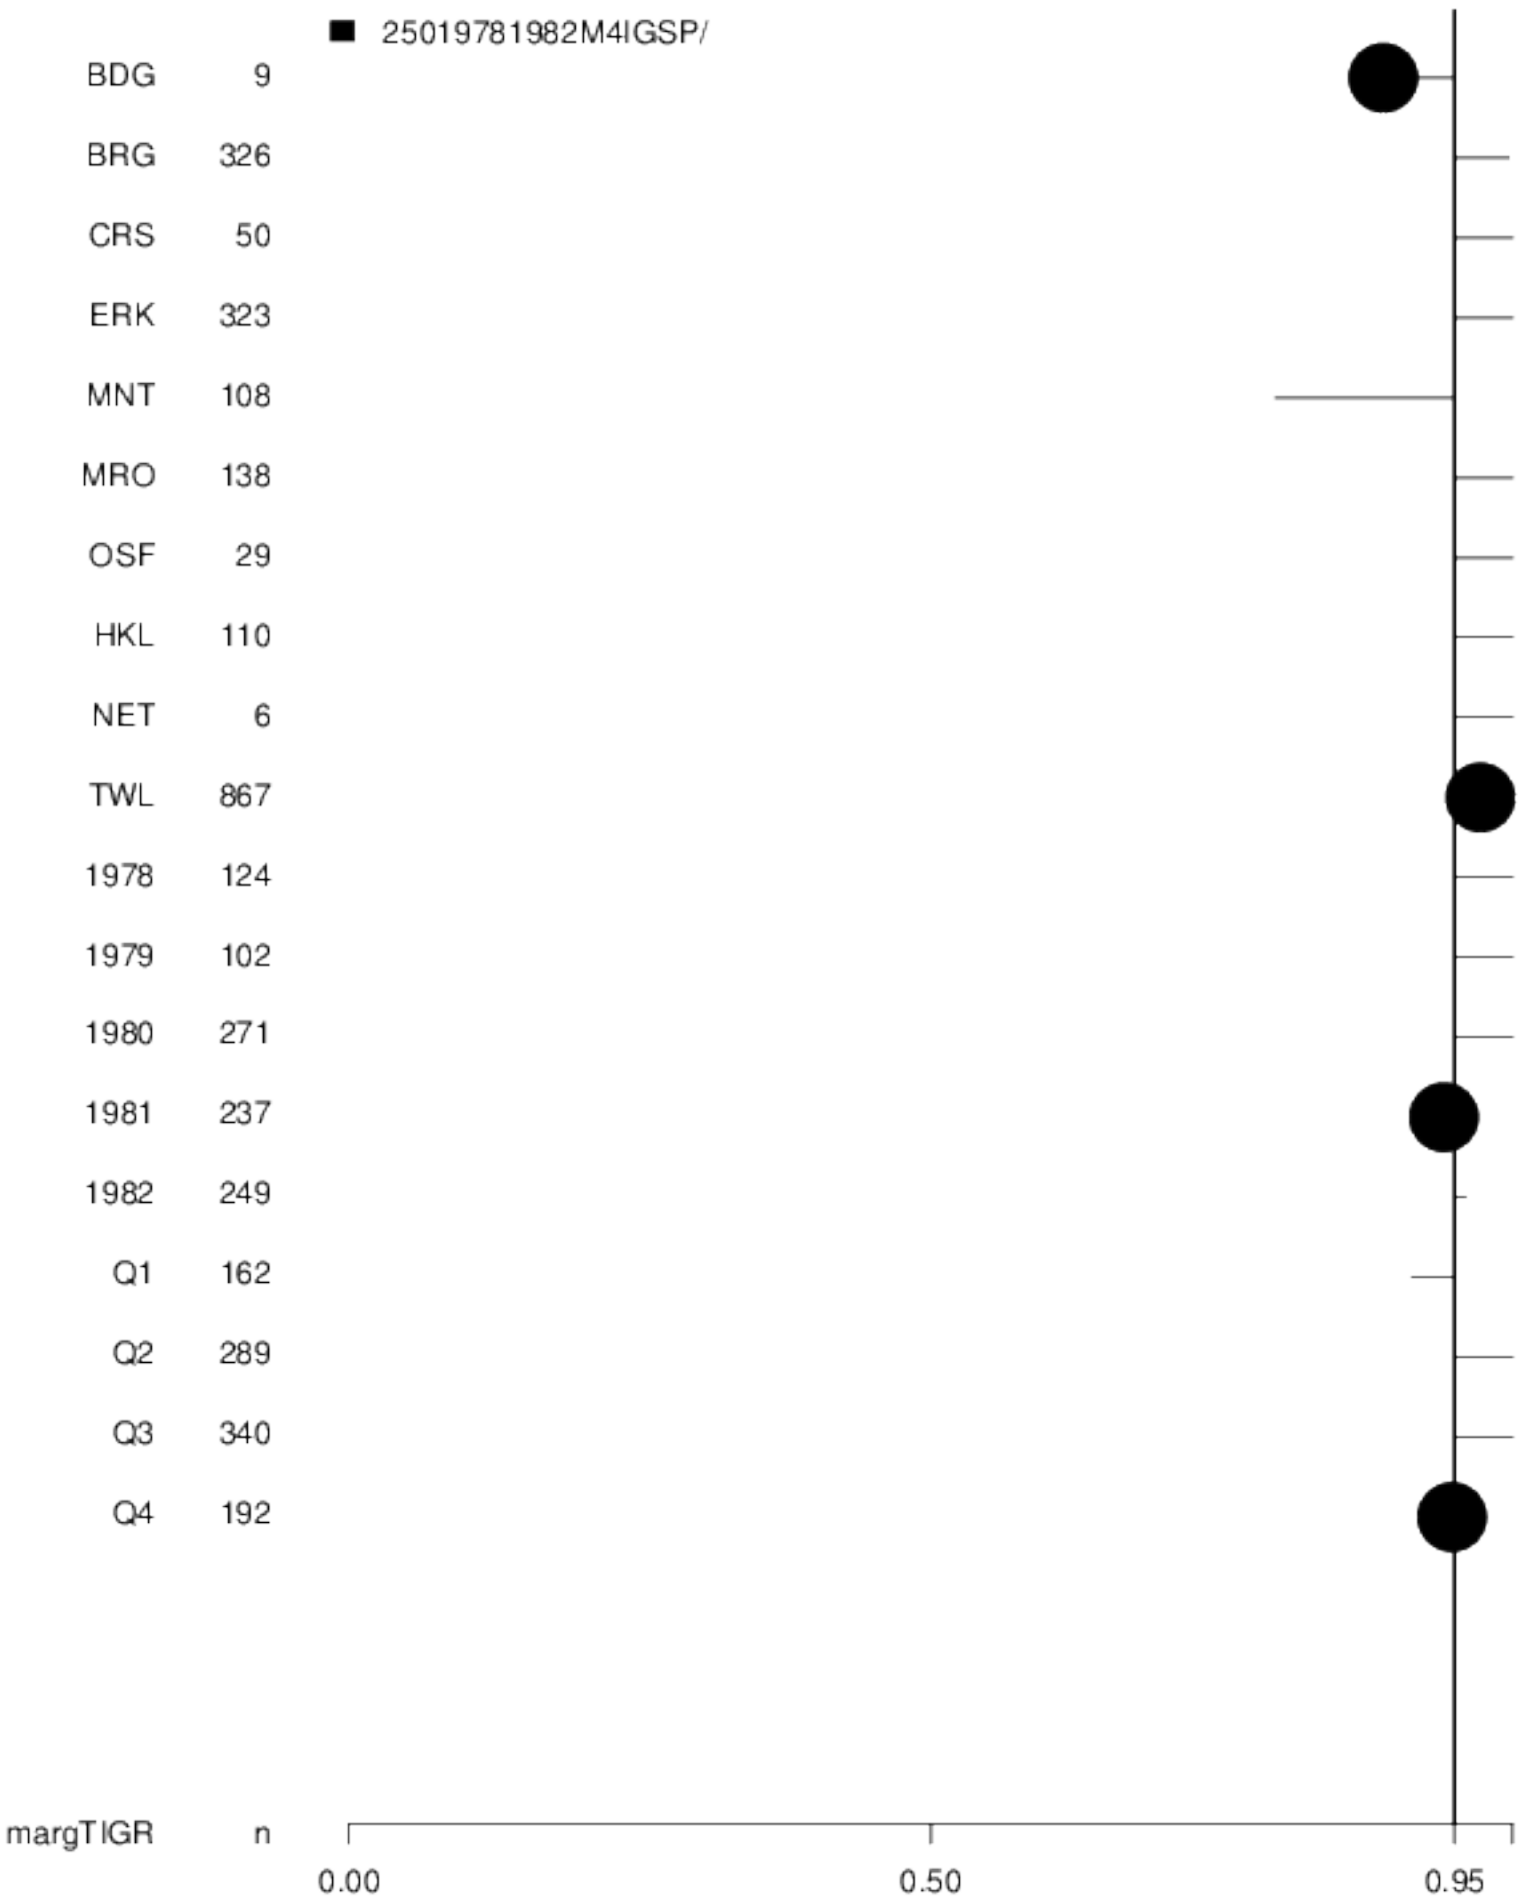 25019781982M4IGSP/
BDG 9
BRG 326
CRS 50
ERK 323
MNT 108
MRO 138
OSF 29
HKL 110
NET 6
TWL 867
1978 124
1979 102
1980 271
1981 237
1982 249
Q1 162
Q2 289
Q3 340
Q4 192
margTIGR n
0.00 0.50 0.95